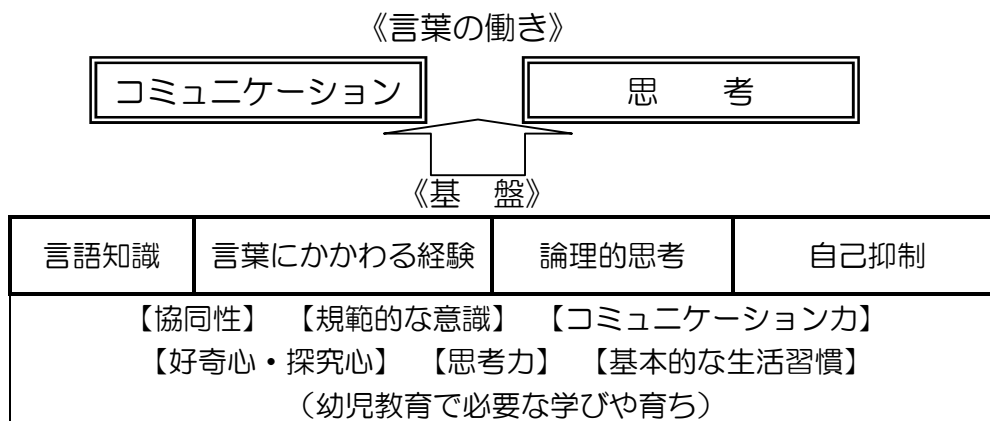 《言葉の働き》
コミュニケーション 思 考
《基 盤》
言語知識 言葉にかかわる経験 論理的思考 自己抑制
【協同性】 【規範的な意識】 【コミュニケーション力】
【好奇心・探究心】 【思考力】 【基本的な生活習慣】
（幼児教育で必要な学びや育ち）